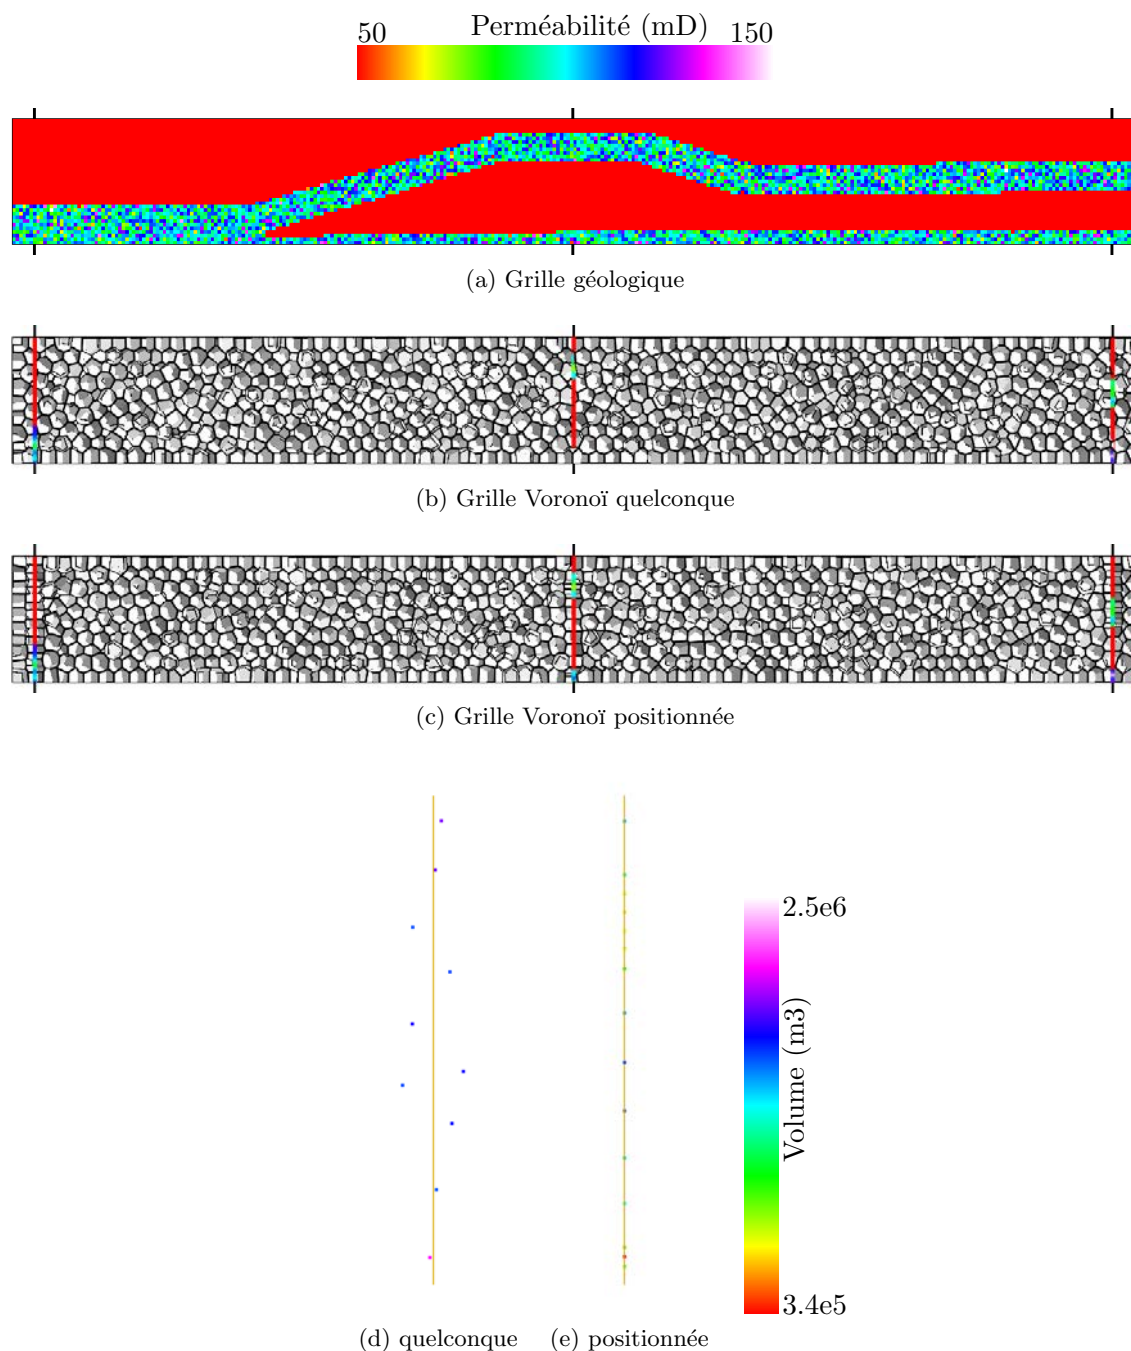 Perméabilité (mD)
50
150
(a) Grille géologique
(b) Grille Voronoï quelconque
(c) Grille Voronoï positionnée
2.5e6
Volume (m3)
3.4e5
(d) quelconque
(e) positionnée